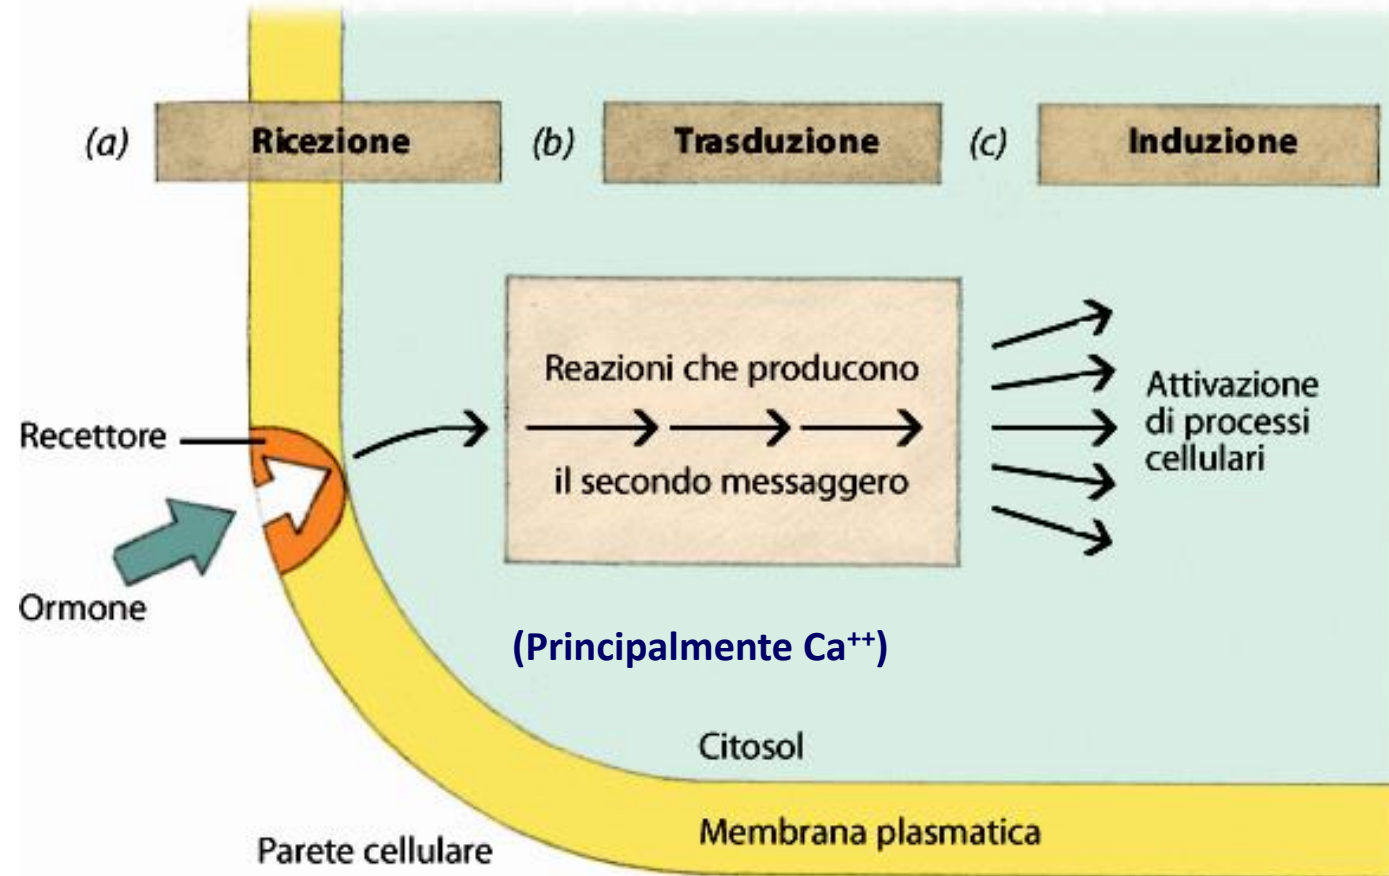 (a) Ricezione (b) Trasduzione (c) Induzione
Reazioni che producono
il secondo messaggero
Attivazione
di processi
cellulari
Recettore
Ormone
(Principalmente Ca⁺⁺)
Citosol
Membrana plasmatica
Parete cellulare